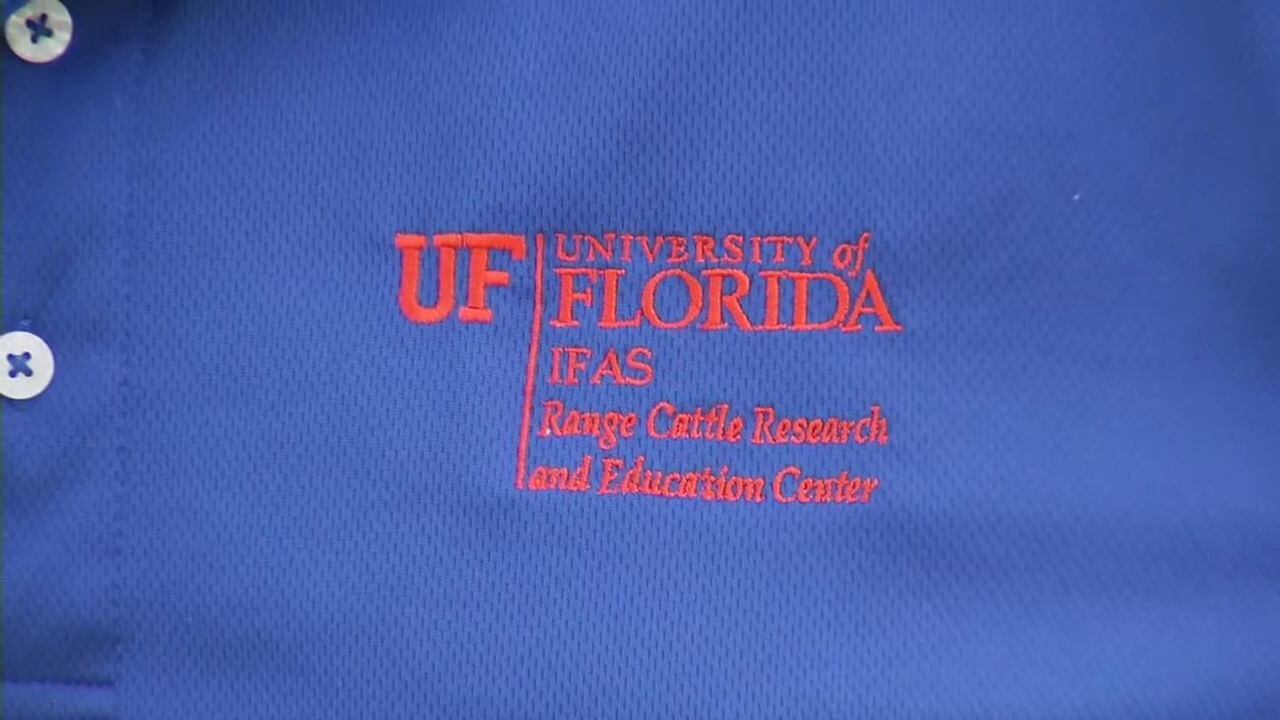 UF
UNIVERSITY of
FLORIDA
IFAS
Range Cattle Research
and Education Center